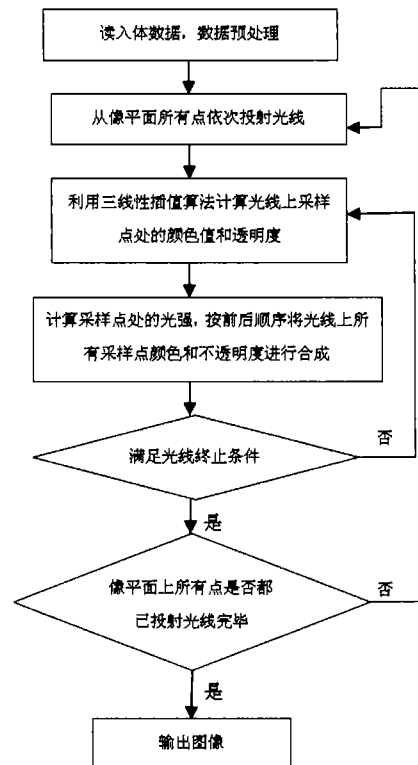 读入体数据，数据预处理
从像平面所有点依次投射光线
利用三线性插值算法计算光线上采样
点处的颜色值和透明度
计算采样点处的光强，按前后顺序将光线上所
有采样点颜色和不透明度进行合成
满足光线终止条件
否
是
像平面上所有点是否都
已投射光线完毕
否
是
输出图像